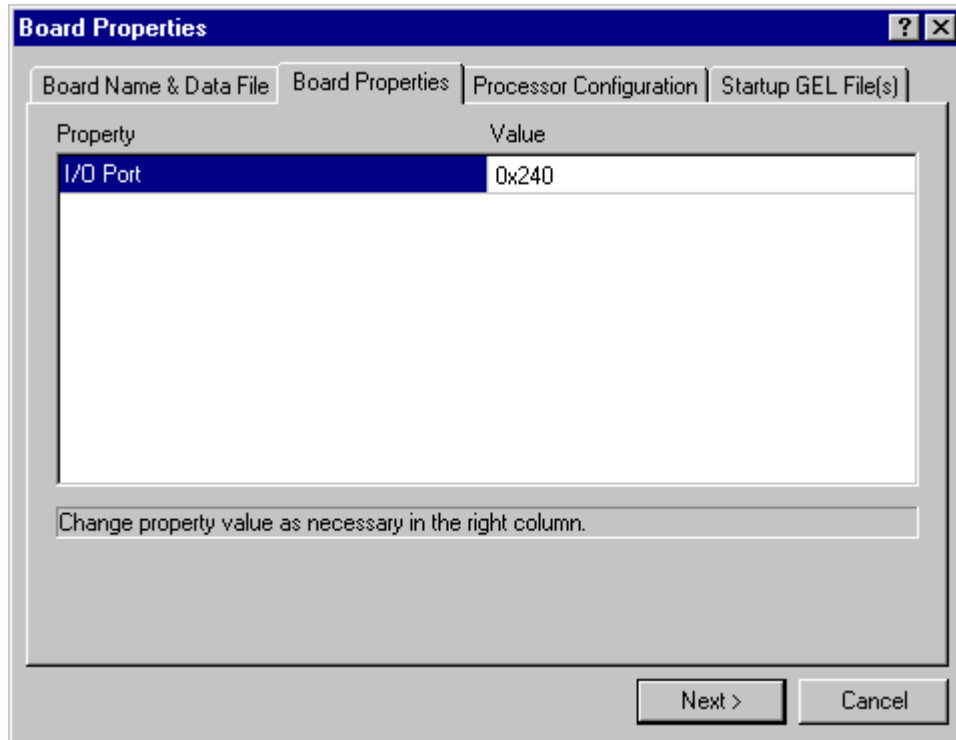 Board Properties
Board Name & Data File Board Properties Processor Configuration Startup GEL File(s)
Property Value
I/O Port 0x240
Change property value as necessary in the right column.
Next > Cancel